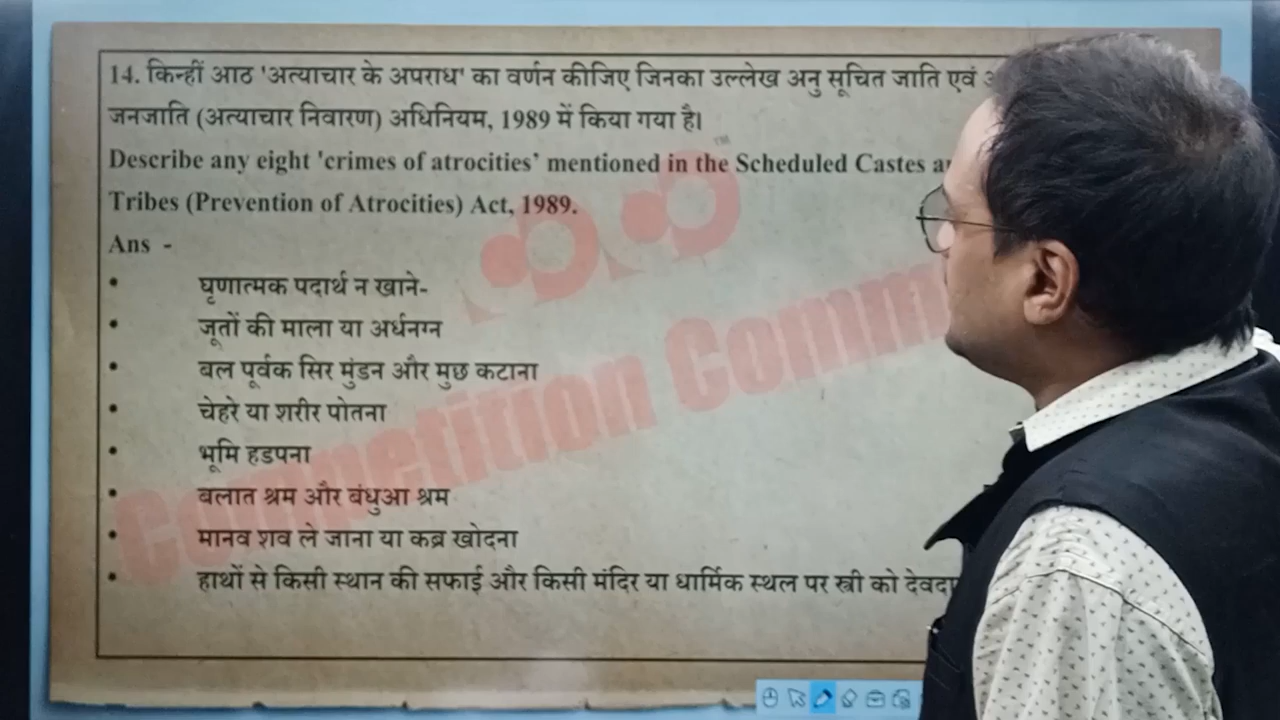 14. किन्हीं आठ 'अत्याचार के अपराध' का वर्णन कीजिए जिनका उल्लेख अनु सूचित जाति एवं
जनजाति (अत्याचार निवारण) अधिनियम, 1989 में किया गया है।
Describe any eight 'crimes of atrocities' mentioned in the Scheduled Castes
Tribes (Prevention of Atrocities) Act, 1989.
Ans -
• घृणात्मक पदार्थ न खाने-
• जूतों की माला या अर्धनग्न
• बल पूर्वक सिर मुंडन और मुछ कटाना
• चेहरे या शरीर पोतना
• भूमि हडपना
• बलात श्रम और बंधुआ श्रम
• मानव शव ले जाना या कब्र खोदना
• हाथों से किसी स्थान की सफाई और किसी मंदिर या धार्मिक स्थल पर स्त्री को
Competition